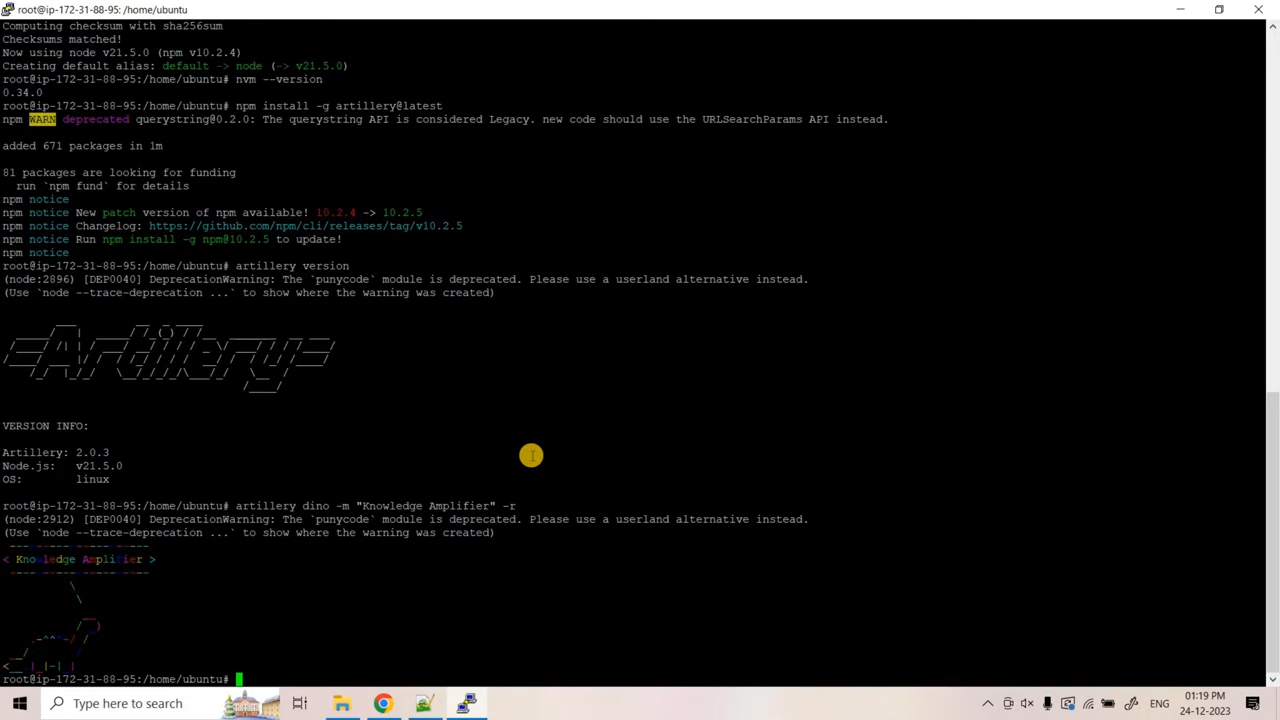 root@ip-172-31-88-95: /home/ubuntu
Computing checksum with sha256sum
Checksums matched!
Now using node v21.5.0 (npm v10.2.4)
Creating default alias: default -> node (-> v21.5.0)
root@ip-172-31-88-95:/home/ubuntu# nvm --version
0.34.0
root@ip-172-31-88-95:/home/ubuntu# npm install -g artillery@latest
npm WARN deprecated querystring@0.2.0: The querystring API is considered Legacy. new code should use the URLSearchParams API instead.
added 671 packages in 1m
81 packages are looking for funding
run `npm fund` for details
npm notice
npm notice New patch version of npm available! 10.2.4 -> 10.2.5
npm notice Changelog: https://github.com/npm/cli/releases/tag/v10.2.5
npm notice Run npm install -g npm@10.2.5 to update!
npm notice
root@ip-172-31-88-95:/home/ubuntu# artillery version
(node:2896) [DEP0040] DeprecationWarning: The `punycode` module is deprecated. Please use a userland alternative instead.
(Use `node --trace-deprecation ...` to show where the warning was created)
Artillery
VERSION INFO:
Artillery: 2.0.3
Node.js: v21.5.0
OS: linux
root@ip-172-31-88-95:/home/ubuntu# artillery dino -m "Knowledge Amplifier" -r
(node:2912) [DEP0040] DeprecationWarning: The `punycode` module is deprecated. Please use a userland alternative instead.
(Use `node --trace-deprecation ...` to show where the warning was created)
< Knowledge Amplifier >
root@ip-172-31-88-95:/home/ubuntu#
Type here to search
ENG
01:19 PM
24-12-2023